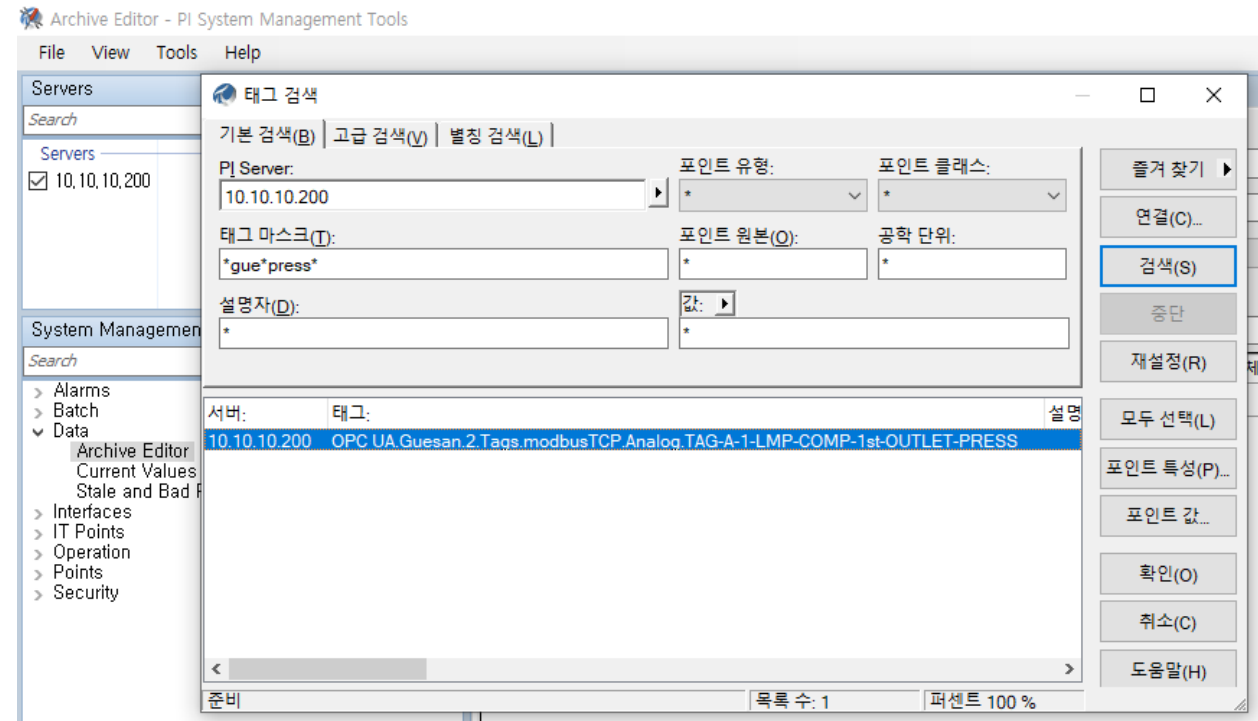 Archive Editor - PI System Management Tools
File View Tools Help
Servers
Search
Servers
10,10,10,200
System Managemen
Search
Alarms
Batch
Data
Archive Editor
Current Values
Stale and Bad
Interfaces
IT Points
Operation
Points
Security
태그 검색
기본 검색(B) 고급 검색(V) 별칭 검색(L)
PI Server:
10.10.10.200
포인트 유형:
*
포인트 클래스:
*
태그 마스크(T):
*gue*press*
포인트 원본(O):
*
공학 단위:
*
설명자(D):
*
값:
*
서버: 태그: 설명
10.10.10.200 OPC UA.Guesan.2.Tags.modbusTCP.Analog.TAG-A-1-LMP-COMP-1st-OUTLET-PRESS
준비 목록 수: 1 퍼센트 100 %
즐겨 찾기
연결(C)...
검색(S)
중단
재설정(R)
모두 선택(L)
포인트 특성(P)...
포인트 값...
확인(O)
취소(C)
도움말(H)